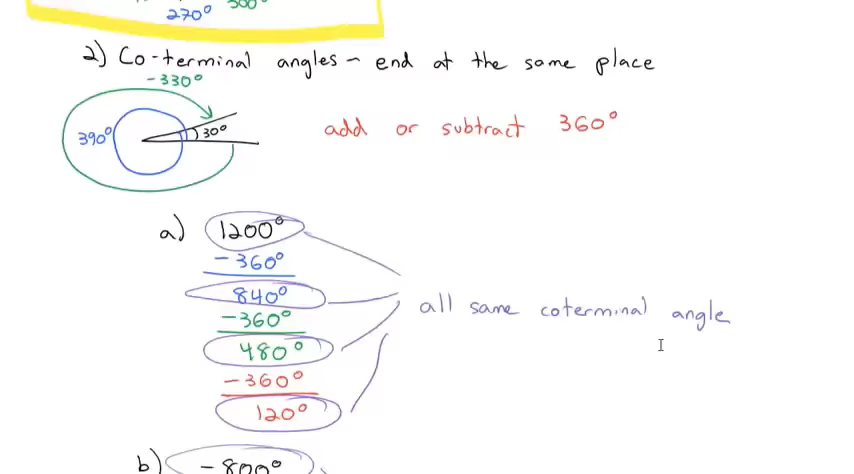 270° 300°
2) Co-terminal angles - end at the same place
-330°
390°
30°
add or subtract 360°
a) 1200°
-360°
840°
-360°
480°
-360°
120°
all same coterminal angle
b) -800°